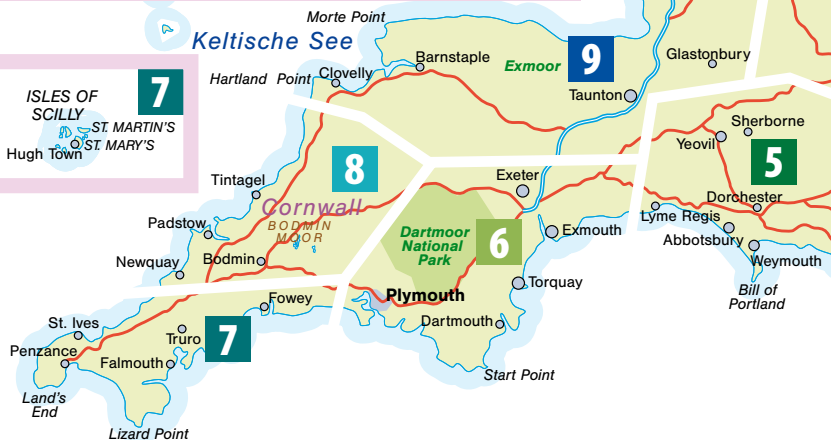 Morte Point
Keltische See
Barnstaple
Exmoor
9
Glastonbury
Hartland Point
Clovelly
Taunton
7
ISLES OF
SCILLY
ST. MARTIN'S
ST. MARY'S
Hugh Town
Sherborne
Yeovil
8
5
Tintagel
Exeter
Cornwall
BODMIN
MOOR
Dorchester
Lyme Regis
Padstow
Dartmoor
National
Park
6
Exmouth
Abbotsbury
Newquay
Bodmin
Weymouth
Torquay
Bill of
Portland
Plymouth
Fowey
St. Ives
Truro
7
Dartmouth
Penzance
Falmouth
Start Point
Land's
End
Lizard Point